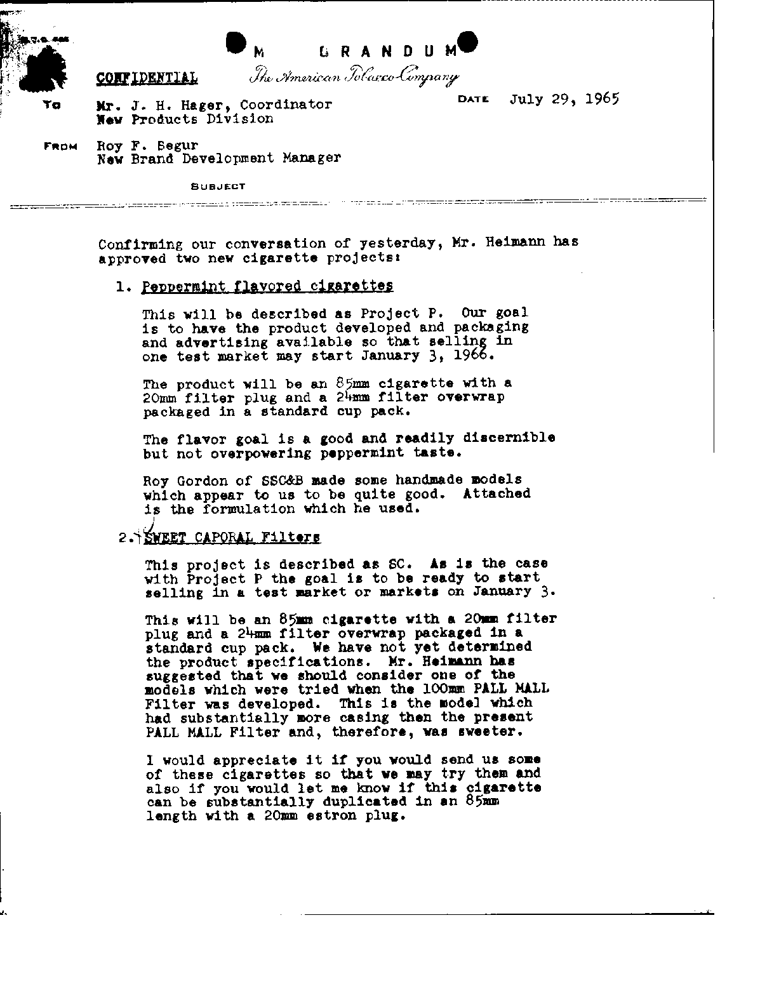 M GRANDUM
CONFIDENTIAL The American Tobacco Company
To Mr. J. H. Hager, Coordinator DATE July 29, 1965
New Products Division
FROM Roy F. Begur
New Brand Development Manager
SUBJECT
Confirming our conversation of yesterday, Mr. Heimann has
approved two new cigarette projects:
1. Peppermint flavored cigarettes
This will be described as Project P. Our goal
is to have the product developed and packaging
and advertising available so that selling in
one test market may start January 3, 1966.
The product will be an 85mm cigarette with a
20mm filter plug and a 24mm filter overwrap
packaged in a standard cup pack.
The flavor goal is a good and readily discernible
but not overpowering peppermint taste.
Roy Gordon of SSC&B made some handmade models
which appear to us to be quite good. Attached
is the formulation which he used.
2. SWEET CAPORAL Filters
This project is described as SC. As is the case
with Project P the goal is to be ready to start
selling in a test market or markets on January 3.
This will be an 85mm cigarette with a 20mm filter
plug and a 24mm filter overwrap packaged in a
standard cup pack. We have not yet determined
the product specifications. Mr. Heimann has
suggested that we should consider one of the
models which were tried when the 100mm PALL MALL
Filter was developed. This is the model which
had substantially more casing then the present
PALL MALL Filter and, therefore, was sweeter.
I would appreciate it if you would send us some
of these cigarettes so that we may try them and
also if you would let me know if this cigarette
can be substantially duplicated in an 85mm
length with a 20mm estron plug.